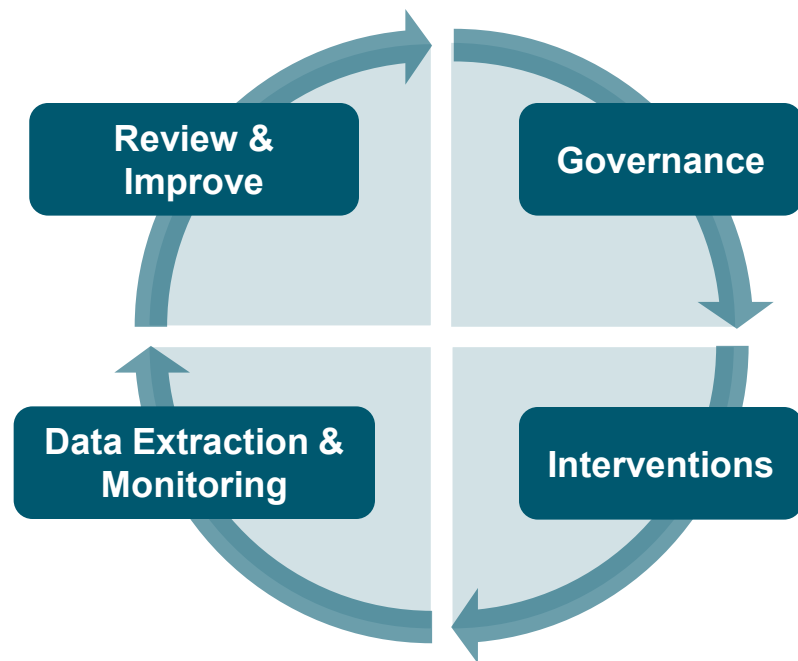 Review &
Improve
Governance
Data Extraction &
Monitoring
Interventions